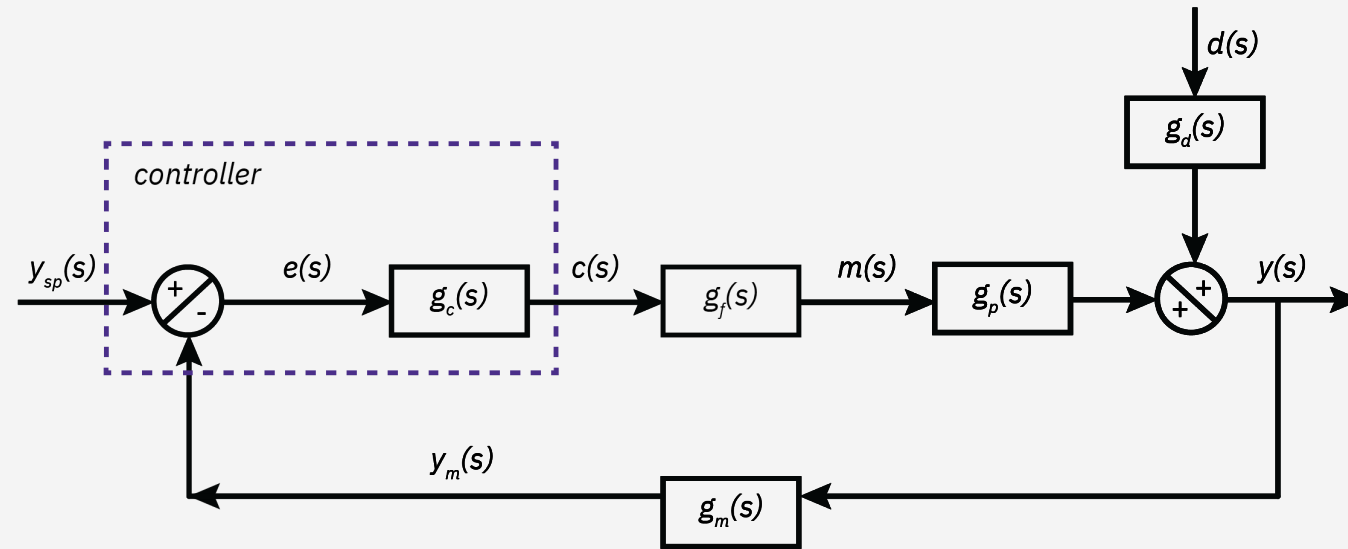 d(s)
g_d(s)
controller
y_sp(s)
+
-
e(s)
g_c(s)
c(s)
g_f(s)
m(s)
g_p(s)
+
+
y(s)
y_m(s)
g_m(s)